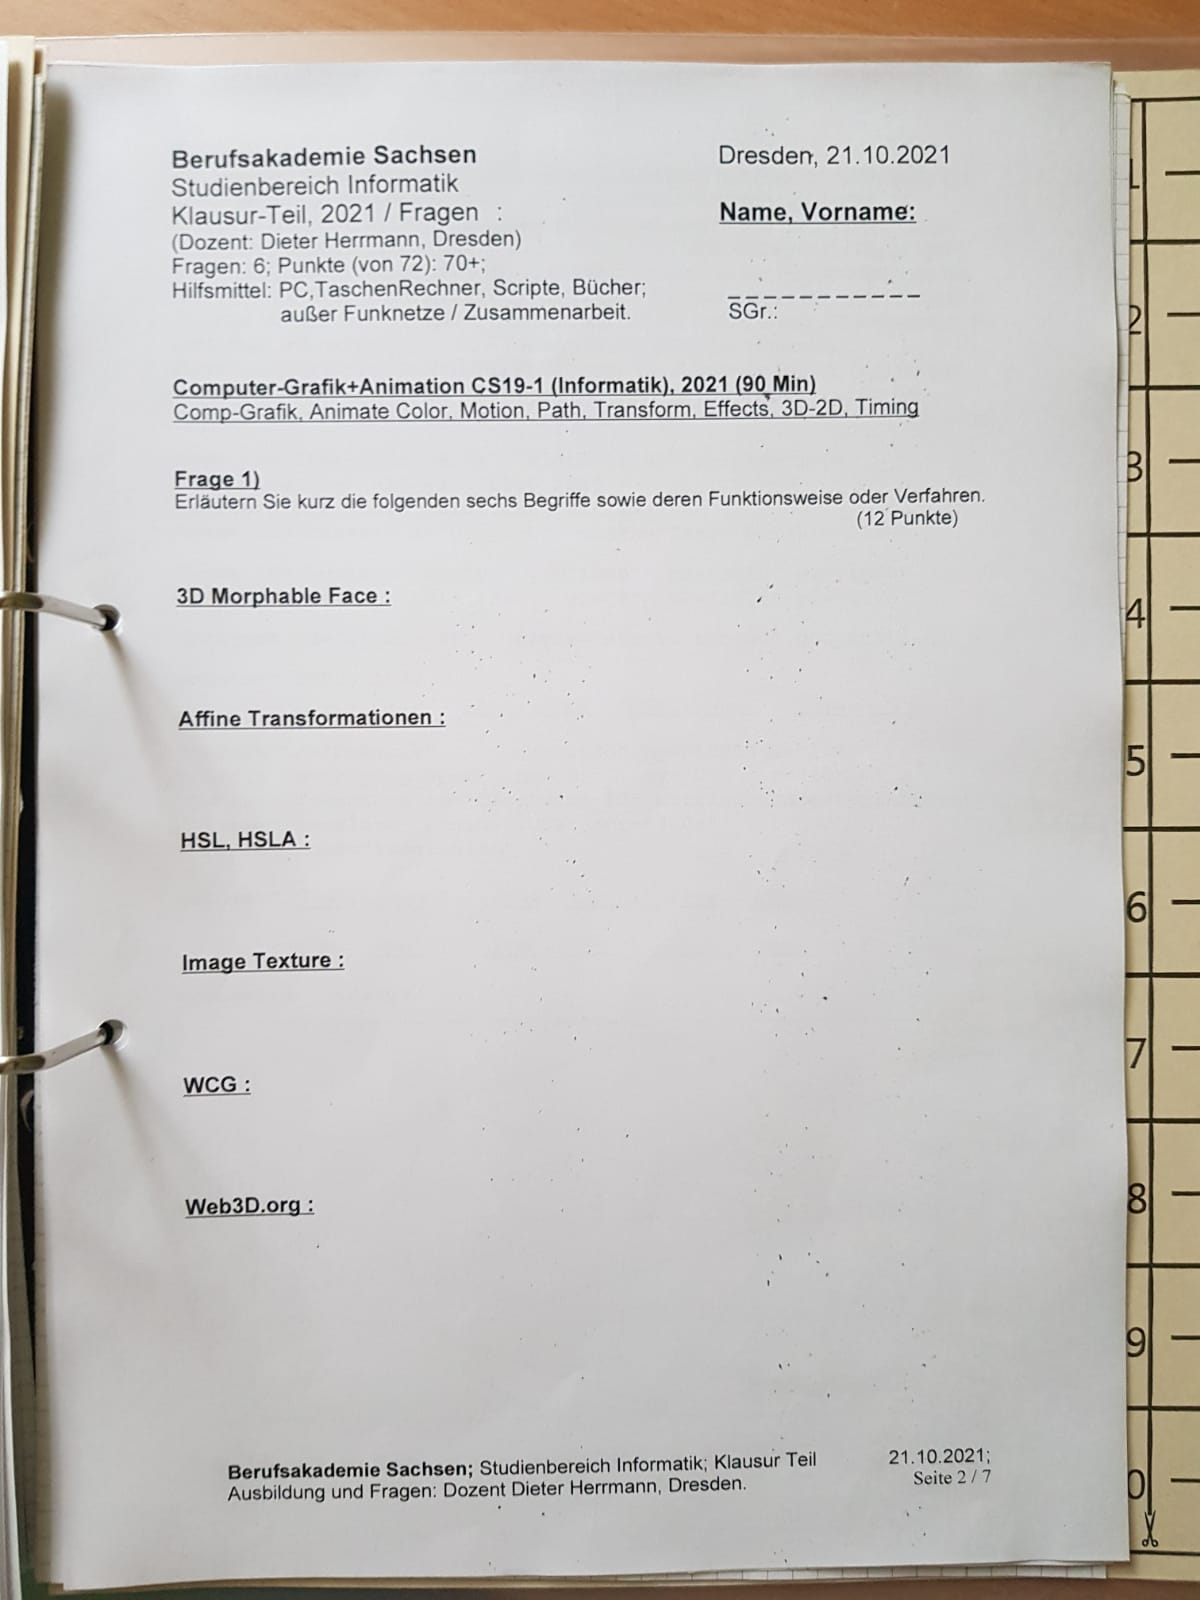 Berufsakademie Sachsen
Studienbereich Informatik
Klausur-Teil, 2021 / Fragen :
(Dozent: Dieter Herrmann, Dresden)
Fragen: 6; Punkte (von 72): 70+;
Hilfsmittel: PC,TaschenRechner, Scripte, Bücher;
außer Funknetze / Zusammenarbeit.
Dresden, 21.10.2021
Name, Vorname:
SGr.:
Computer-Grafik+Animation CS19-1 (Informatik), 2021 (90 Min)
Comp-Grafik, Animate Color, Motion, Path, Transform, Effects, 3D-2D, Timing
Frage 1)
Erläutern Sie kurz die folgenden sechs Begriffe sowie deren Funktionsweise oder Verfahren.
(12 Punkte)
3D Morphable Face :
Affine Transformationen :
HSL, HSLA :
Image Texture :
WCG :
Web3D.org :
Berufsakademie Sachsen; Studienbereich Informatik; Klausur Teil
Ausbildung und Fragen: Dozent Dieter Herrmann, Dresden.
21.10.2021;
Seite 2 / 7
1
2
3
4
5
6
7
8
9
0